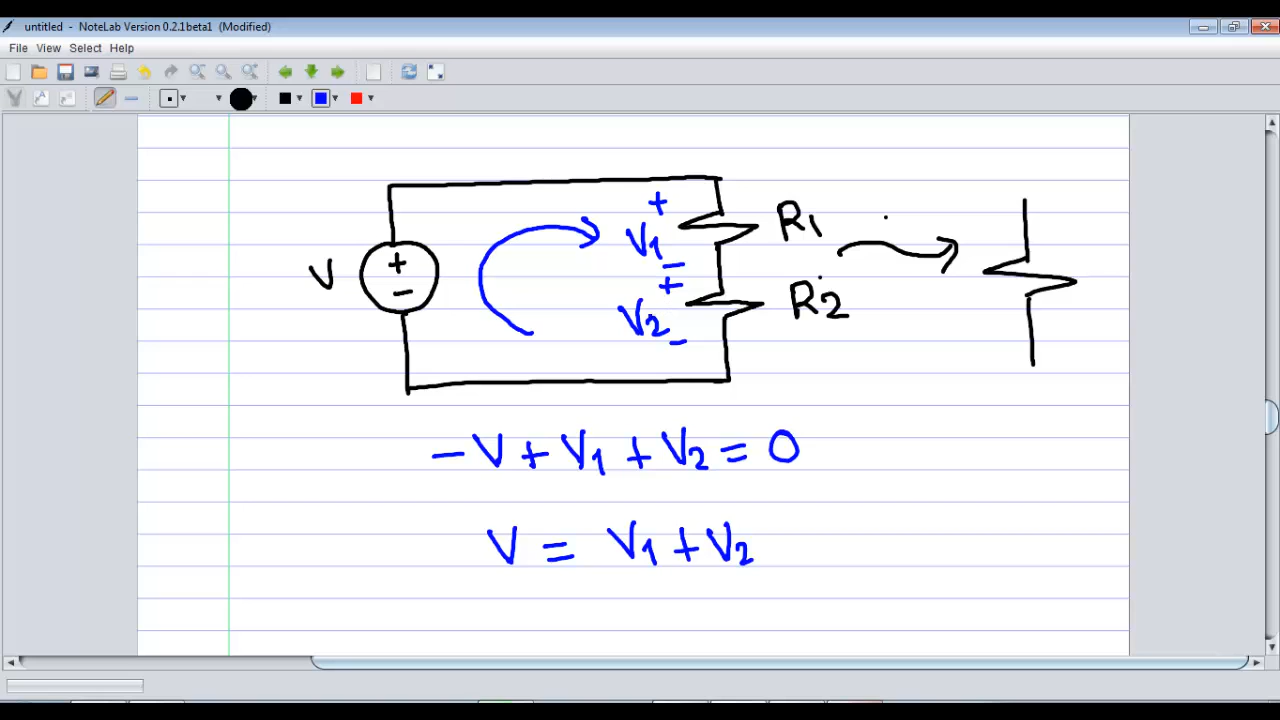 untitled - NoteLab Version 0.2.1beta1 (Modified)
File View Select Help
+
V1
−
R1
V
+
−
+
V2
−
R2
-V + V1 + V2 = 0
V = V1 + V2